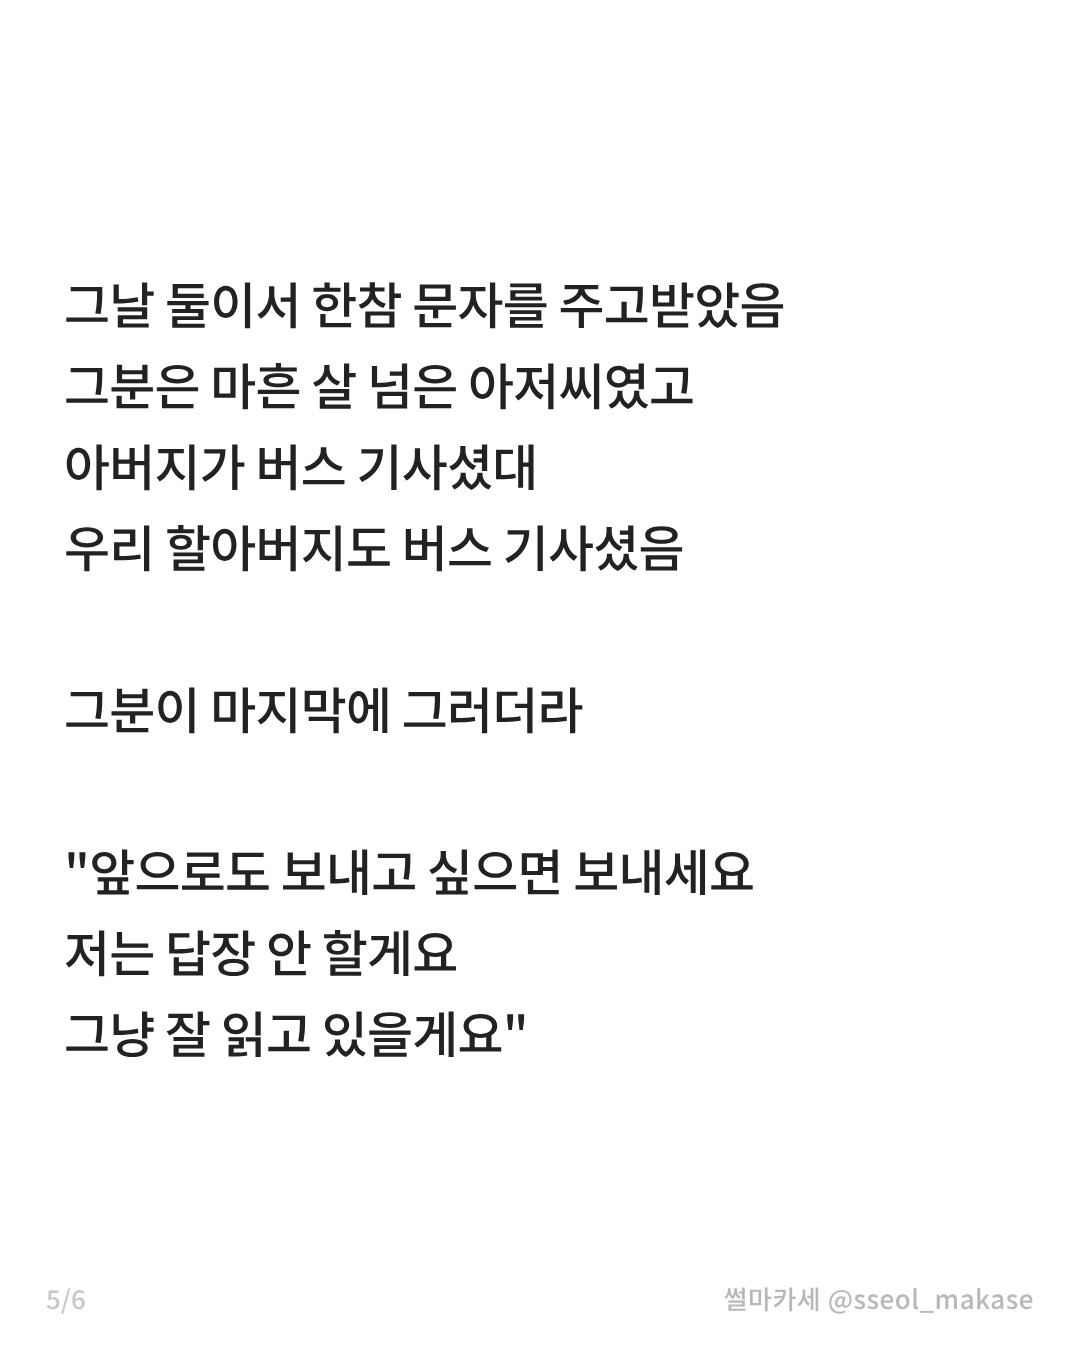 그날 둘이서 한참 문자를 주고받았음
그분은 마흔 살 넘은 아저씨였고
아버지가 버스 기사셨대
우리 할아버지도 버스 기사셨음
그분이 마지막에 그러더라
"앞으로도 보내고 싶으면 보내세요
저는 답장 안 할게요
그냥 잘 읽고 있을게요"
5/6
썰마카세 @sseol_makase